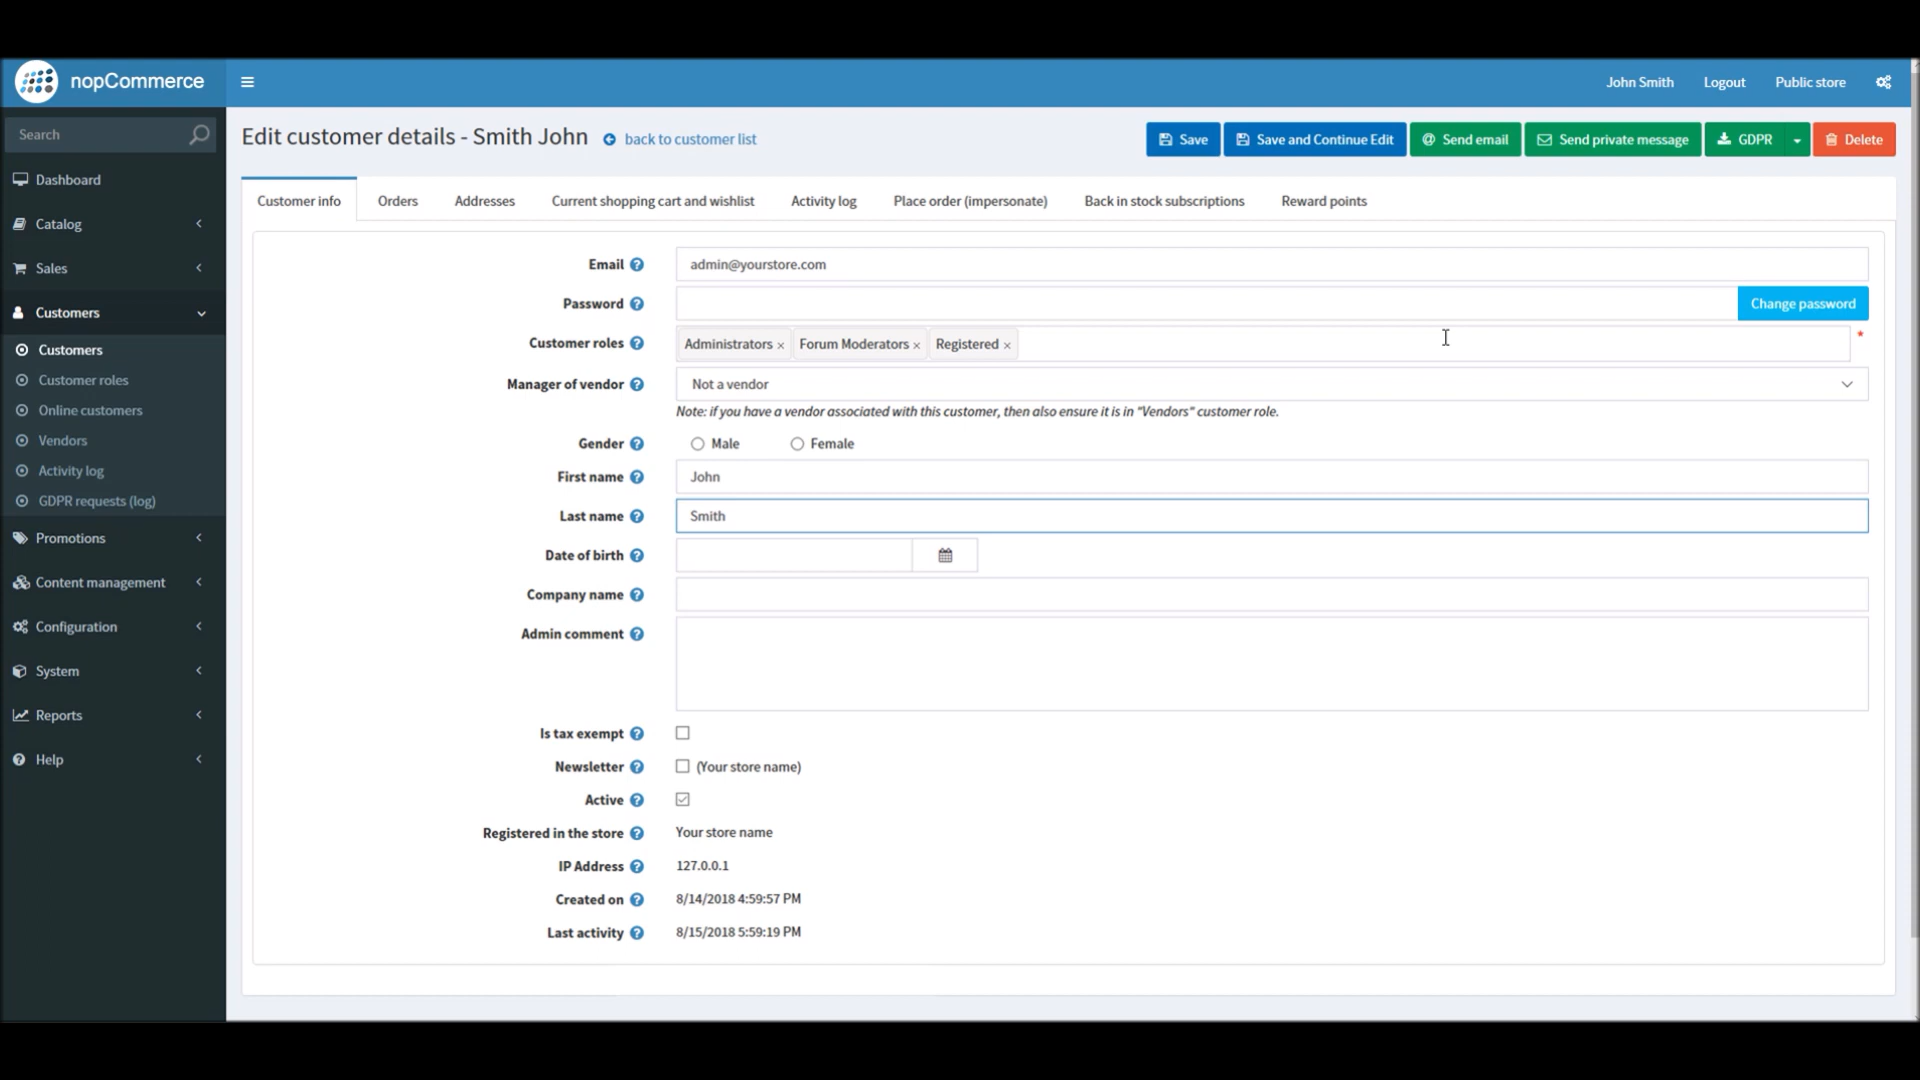 nopCommerce
John Smith Logout Public store
Search
Edit customer details - Smith John back to customer list
Save Save and Continue Edit Send email Send private message GDPR Delete
Dashboard
Catalog
Sales
Customers
Customers
Customer roles
Online customers
Vendors
Activity log
GDPR requests (log)
Promotions
Content management
Configuration
System
Reports
Help
Customer info Orders Addresses Current shopping cart and wishlist Activity log Place order (impersonate) Back in stock subscriptions Reward points
Email ? admin@yourstore.com
Password ? Change password
Customer roles ? Administrators × Forum Moderators × Registered × *
Manager of vendor ? Not a vendor
Note: if you have a vendor associated with this customer, then also ensure it is in "Vendors" customer role.
Gender ? Male Female
First name ? John
Last name ? Smith
Date of birth ?
Company name ?
Admin comment ?
Is tax exempt ?
Newsletter ? (Your store name)
Active ?
Registered in the store ? Your store name
IP Address ? 127.0.0.1
Created on ? 8/14/2018 4:59:57 PM
Last activity ? 8/15/2018 5:59:19 PM